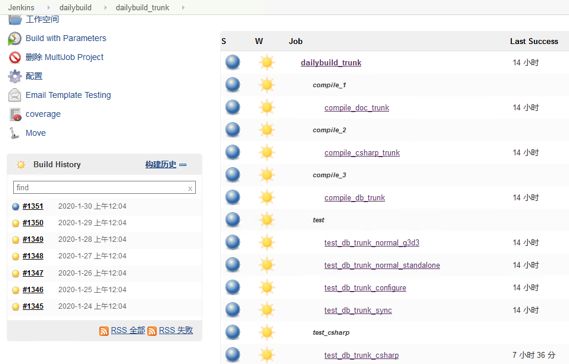 Jenkins dailybuild dailybuild_trunk
工作空间
Build with Parameters
删除 MultiJob Project
配置
Email Template Testing
coverage
Move
Build History 构建历史
find x
#1351 2020-1-30 上午12:04
#1350 2020-1-29 上午12:04
#1349 2020-1-28 上午12:04
#1348 2020-1-27 上午12:04
#1347 2020-1-26 上午12:04
#1346 2020-1-25 上午12:04
#1345 2020-1-24 上午12:04
RSS 全部 RSS 失败
S W Job Last Success
dailybuild_trunk 14 小时
compile_1
compile_doc_trunk 14 小时
compile_2
compile_csharp_trunk 14 小时
compile_3
compile_db_trunk 14 小时
test
test_db_trunk_normal_g3d3 14 小时
test_db_trunk_normal_standalone 14 小时
test_db_trunk_configure 14 小时
test_db_trunk_sync 14 小时
test_csharp
test_db_trunk_csharp 7 小时 36 分